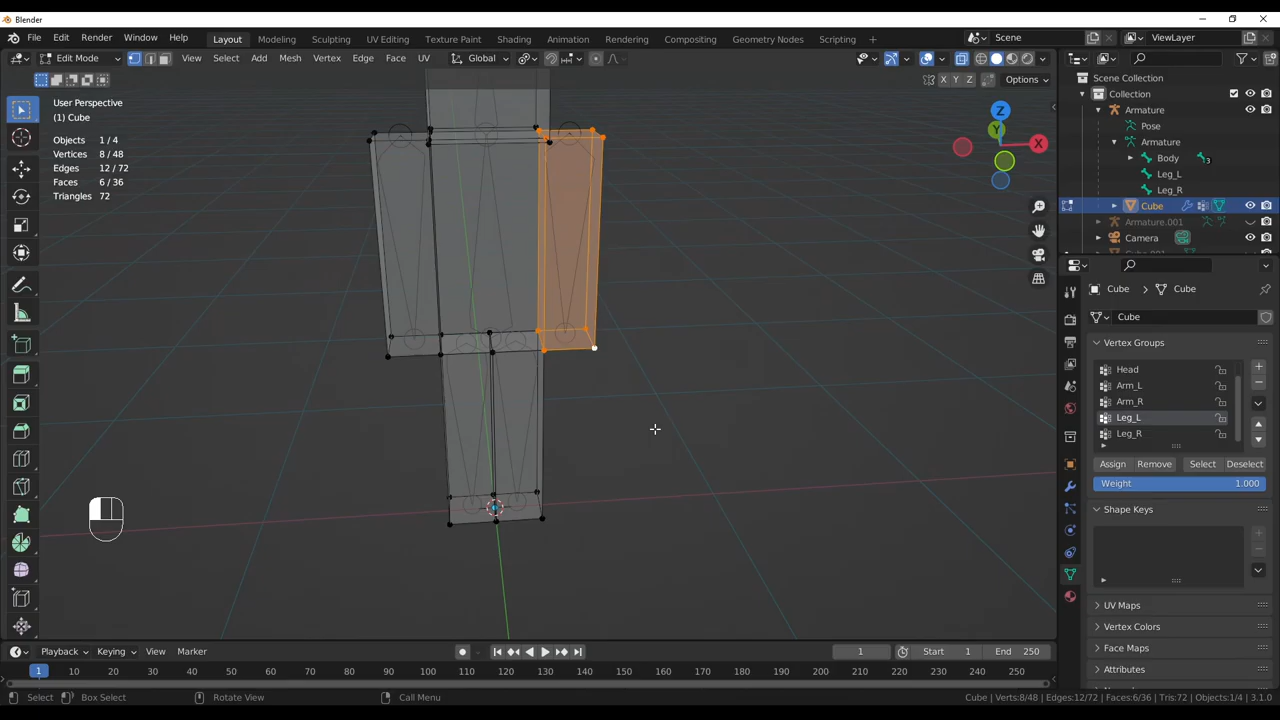 Blender
File Edit Render Window Help
Layout Modeling Sculpting UV Editing Texture Paint Shading Animation Rendering Compositing Geometry Nodes Scripting +
Scene
ViewLayer
Edit Mode
View Select Add Mesh Vertex Edge Face UV
Global
X Y Z
Options
User Perspective
(1) Cube
Objects 1 / 4
Vertices 8 / 48
Edges 12 / 72
Faces 6 / 36
Triangles 72
Z
Y
X
Scene Collection
Collection
Armature
Pose
Armature
Body
3
Leg_L
Leg_R
Cube
Armature.001
Camera
Cube
Cube
Cube
Vertex Groups
Head
Arm_L
Arm_R
Leg_L
Leg_R
Assign Remove Select Deselect
Weight 1.000
Shape Keys
UV Maps
Vertex Colors
Face Maps
Attributes
Playback Keying View Marker
1
Start 1
End 250
1 10 20 30 40 50 60 70 80 90 100 110 120 130 140 150 160 170 180 190 200 210 220 230 240 250
Select
Box Select
Rotate View
Call Menu
Cube | Verts:8/48 | Edges:12/72 | Faces:6/36 | Tris:72 | Objects:1/4 | 3.1.0